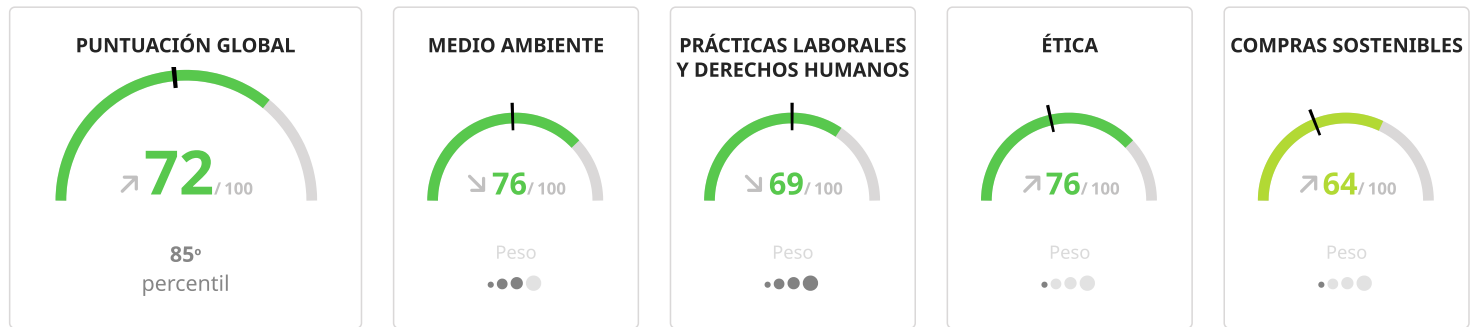 PUNTUACIÓN GLOBAL
72/ 100
85º
percentil
MEDIO AMBIENTE
76/ 100
Peso
PRÁCTICAS LABORALES
Y DERECHOS HUMANOS
69/ 100
Peso
ÉTICA
76/ 100
Peso
COMPRAS SOSTENIBLES
64/ 100
Peso